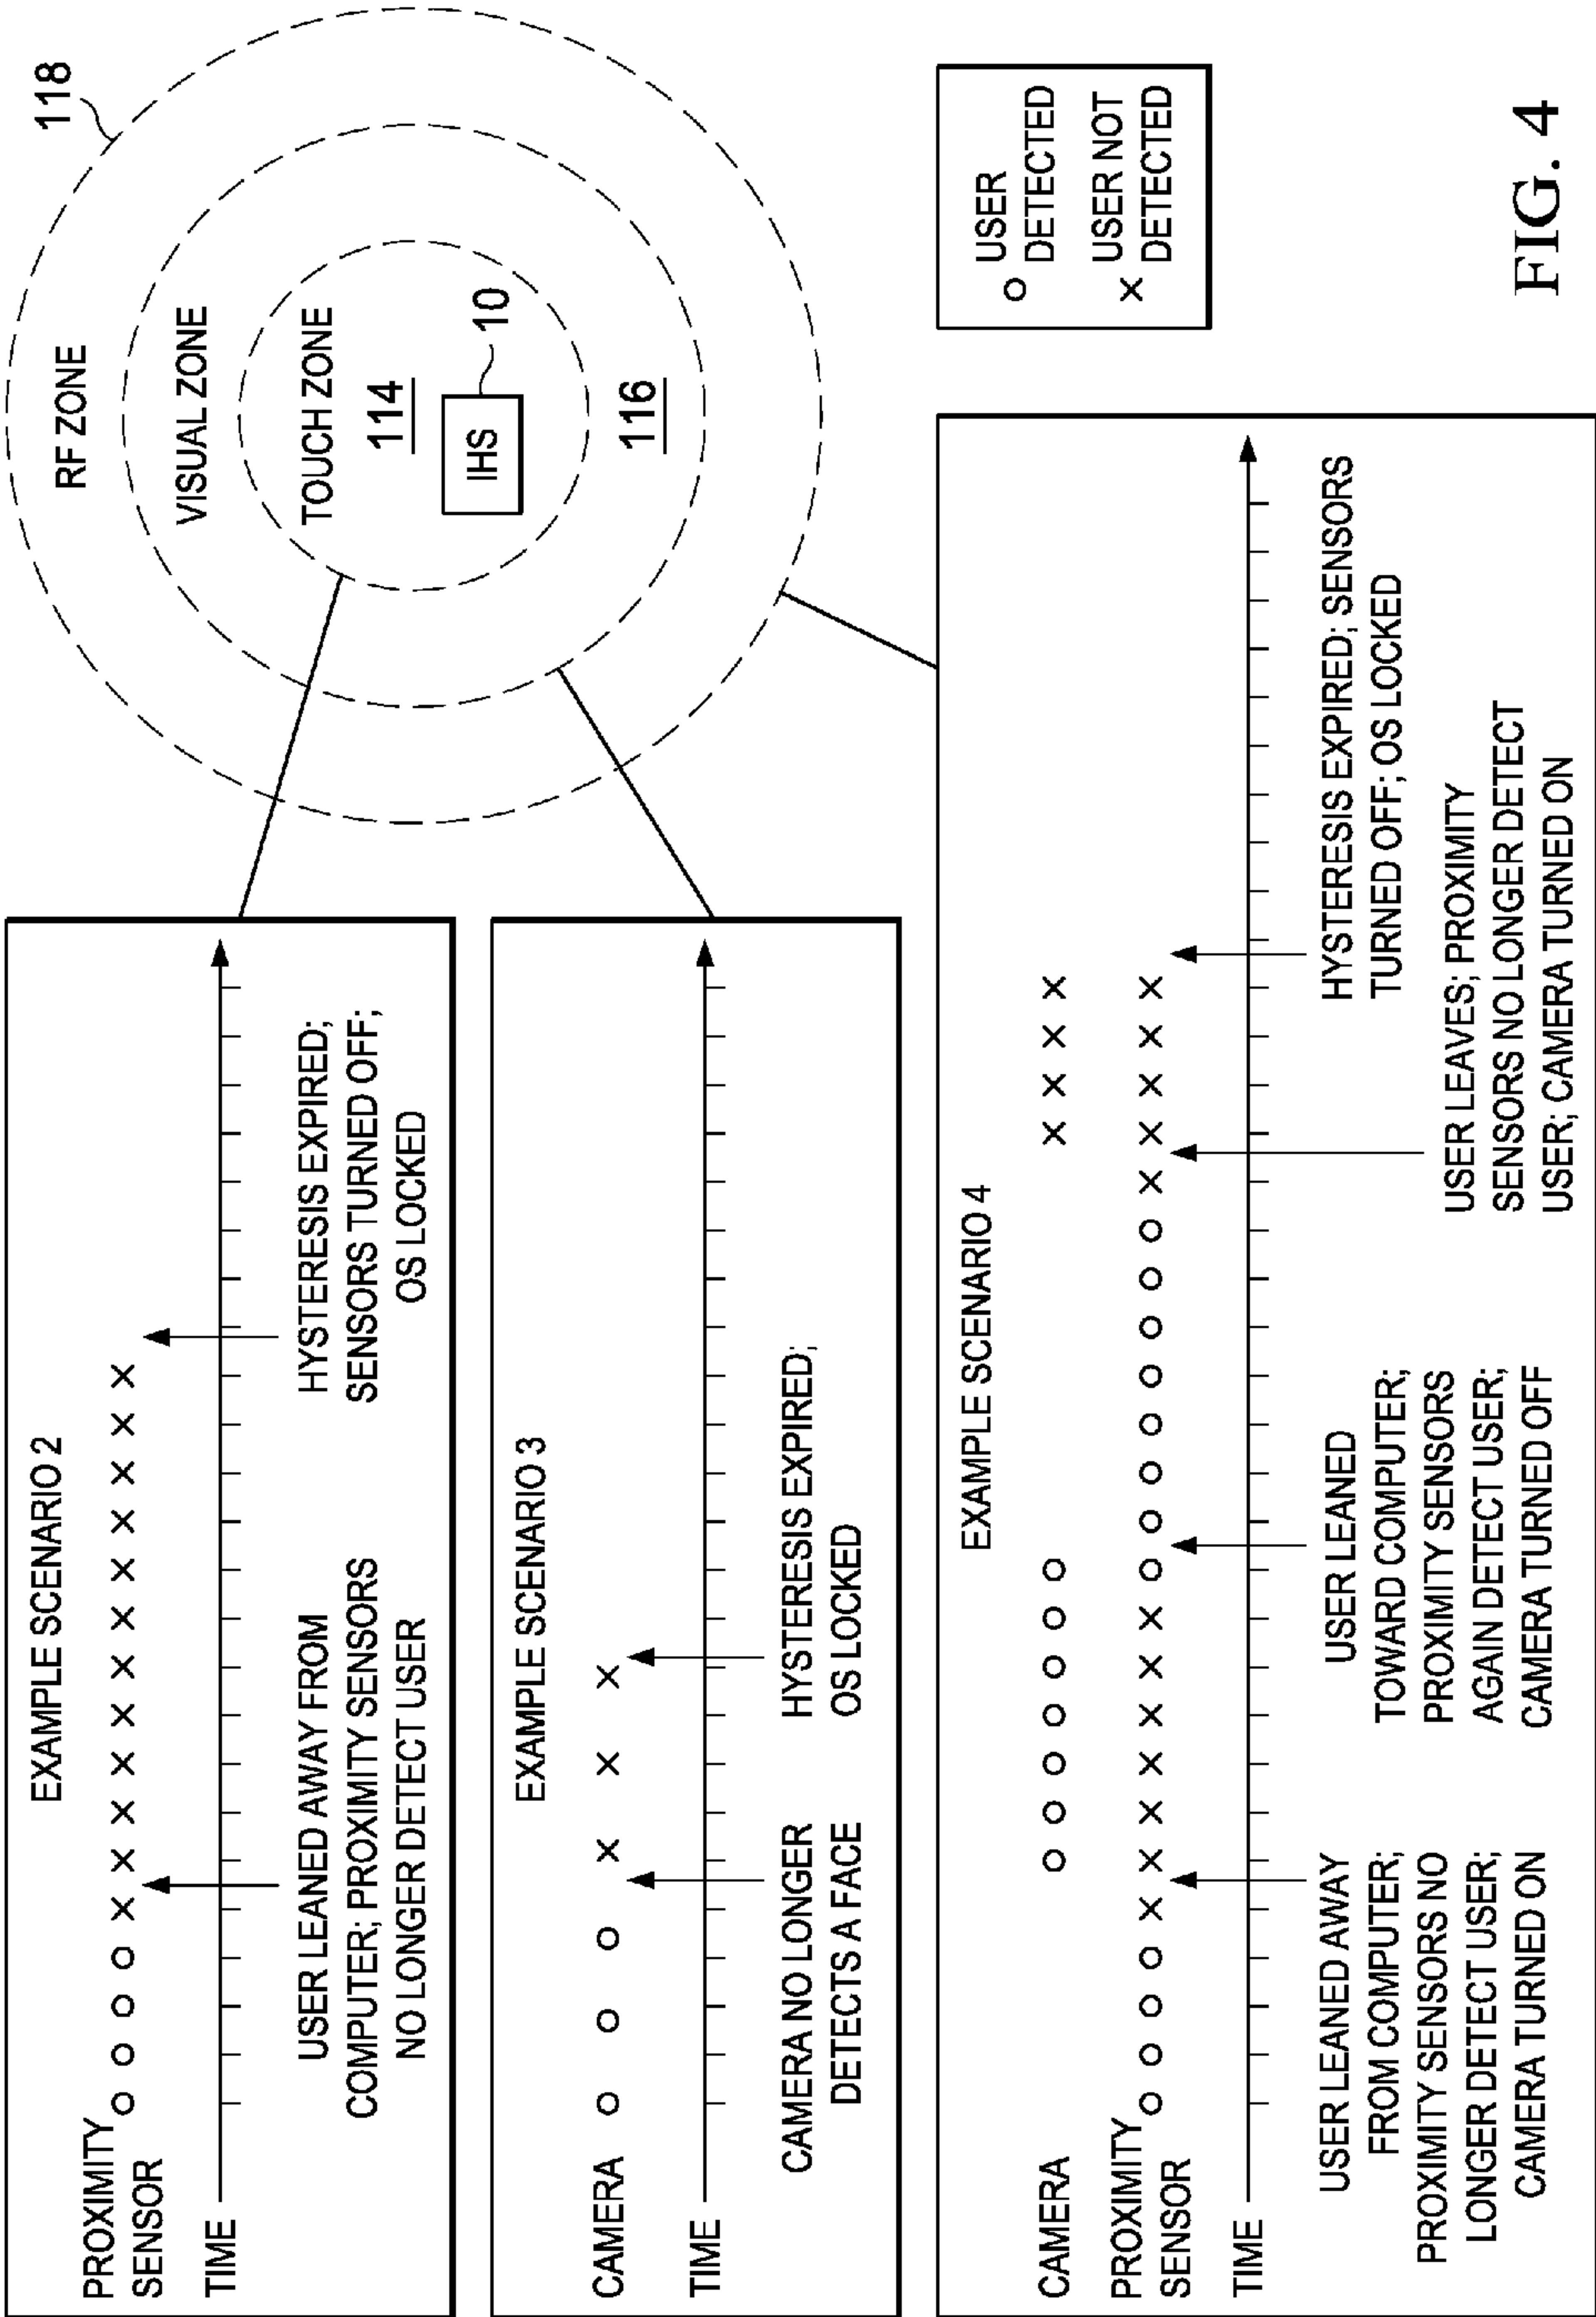 EXAMPLE SCENARIO 2
PROXIMITY
SENSOR
O O O O X X X X X X X X X X X X
TIME
USER LEANED AWAY FROM
COMPUTER; PROXIMITY SENSORS
NO LONGER DETECT USER
HYSTERESIS EXPIRED;
SENSORS TURNED OFF;
OS LOCKED
EXAMPLE SCENARIO 3
CAMERA
O O O X X X
TIME
CAMERA NO LONGER
DETECTS A FACE
HYSTERESIS EXPIRED;
OS LOCKED
118
RF ZONE
VISUAL ZONE
TOUCH ZONE
114
IHS
10
116
EXAMPLE SCENARIO 4
CAMERA
O O O O O O O X X X X
PROXIMITY
SENSOR
O O O O X X X X X X X O O O O O O O O X X X X X
TIME
USER LEANED AWAY
FROM COMPUTER;
PROXIMITY SENSORS NO
LONGER DETECT USER;
CAMERA TURNED ON
USER LEANED
TOWARD COMPUTER;
PROXIMITY SENSORS
AGAIN DETECT USER;
CAMERA TURNED OFF
USER LEAVES; PROXIMITY
SENSORS NO LONGER DETECT
USER; CAMERA TURNED ON
HYSTERESIS EXPIRED; SENSORS
TURNED OFF; OS LOCKED
O USER
DETECTED
X USER NOT
DETECTED
FIG. 4